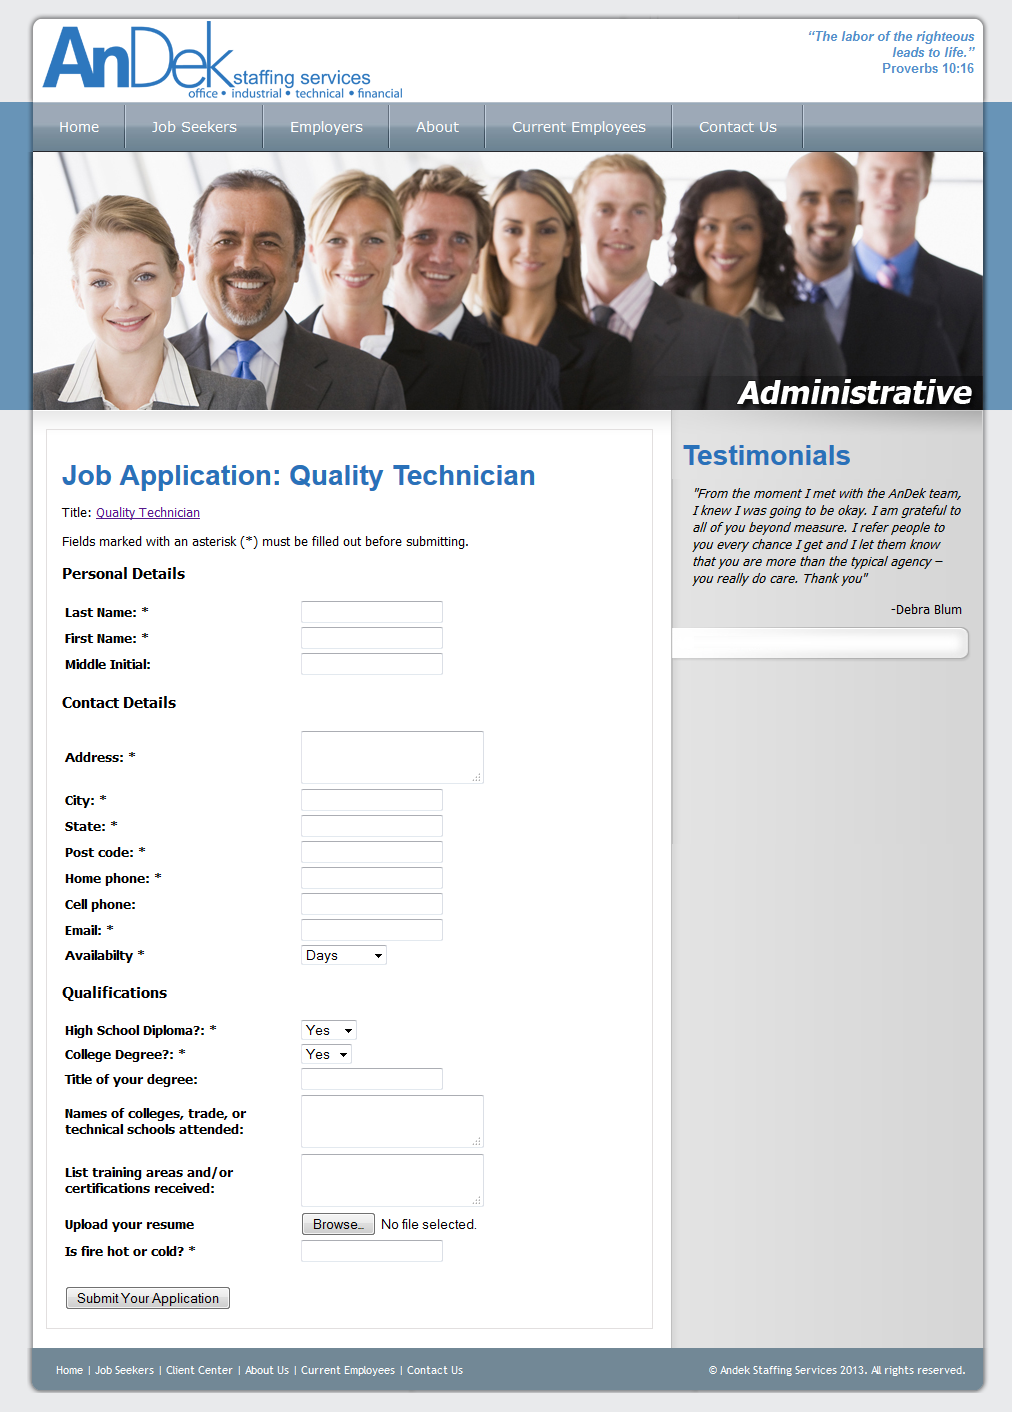 AnDek staffing services
office • industrial • technical • financial
“The labor of the righteous
leads to life.”
Proverbs 10:16
Home
Job Seekers
Employers
About
Current Employees
Contact Us
Administrative
Job Application: Quality Technician
Title: Quality Technician
Fields marked with an asterisk (*) must be filled out before submitting.
Personal Details
Last Name: *
First Name: *
Middle Initial:
Contact Details
Address: *
City: *
State: *
Post code: *
Home phone: *
Cell phone:
Email: *
Availabilty * Days
Qualifications
High School Diploma?: * Yes
College Degree?: * Yes
Title of your degree:
Names of colleges, trade, or
technical schools attended:
List training areas and/or
certifications received:
Upload your resume Browse… No file selected.
Is fire hot or cold? *
Submit Your Application
Testimonials
"From the moment I met with the AnDek team,
I knew I was going to be okay. I am grateful to
all of you beyond measure. I refer people to
you every chance I get and I let them know
that you are more than the typical agency –
you really do care. Thank you"
-Debra Blum
Home | Job Seekers | Client Center | About Us | Current Employees | Contact Us
© Andek Staffing Services 2013. All rights reserved.